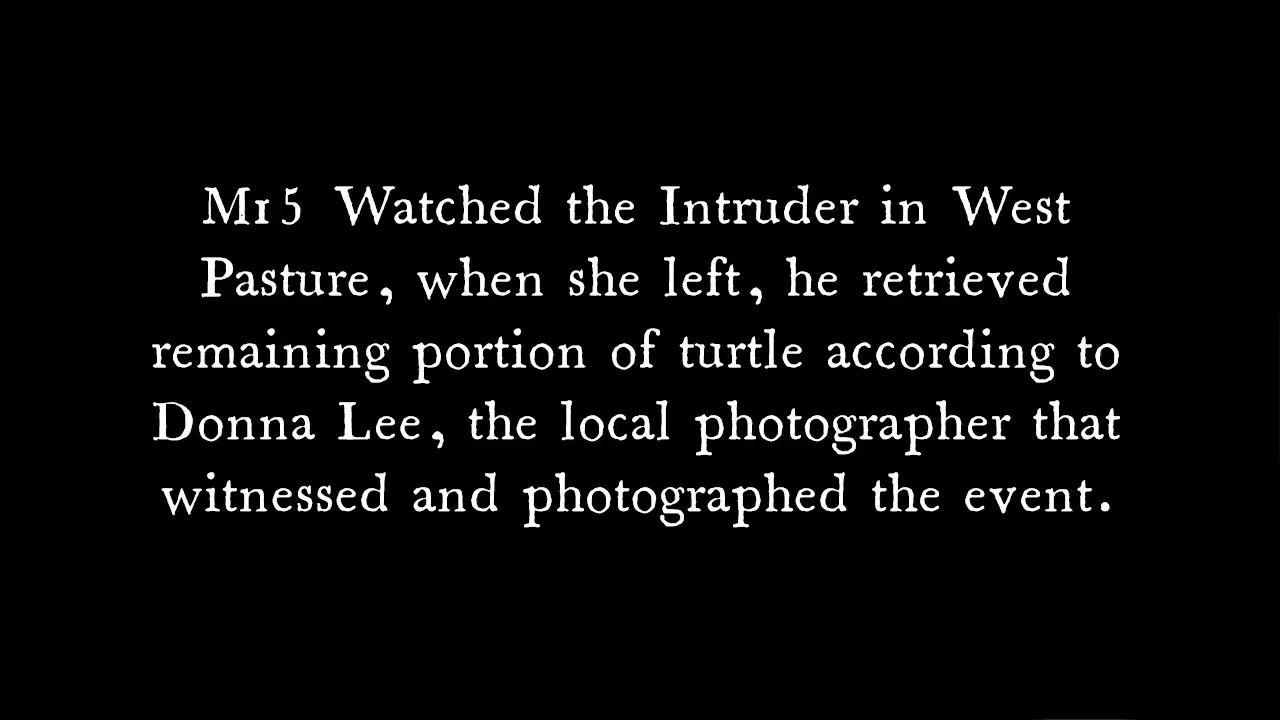 M15 Watched the Intruder in West
Pasture, when she left, he retrieved
remaining portion of turtle according to
Donna Lee, the local photographer that
witnessed and photographed the event.